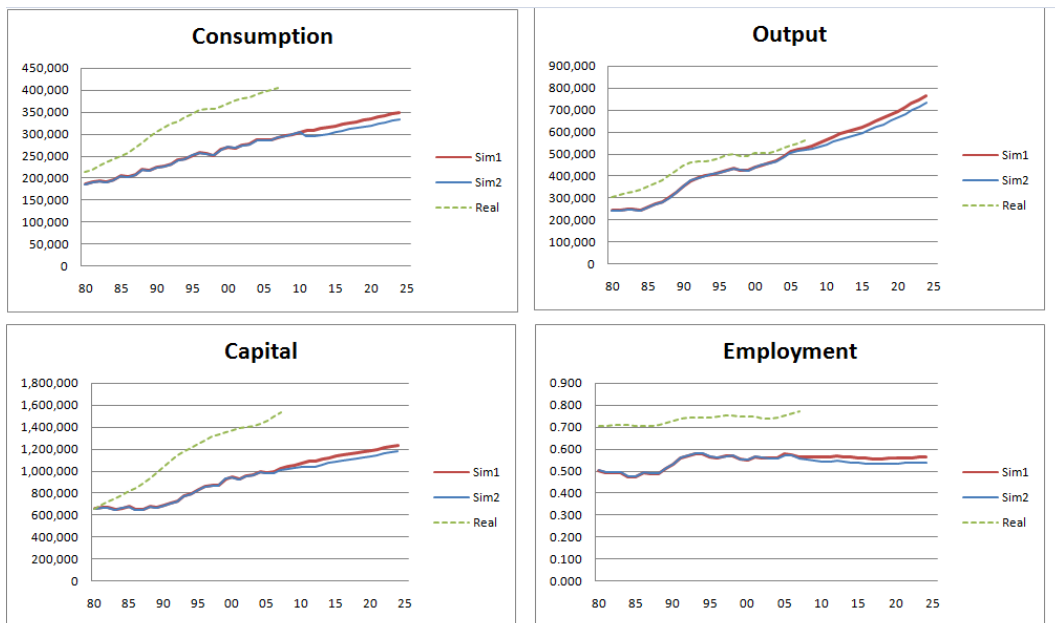 Consumption
450,000
400,000
350,000
300,000
250,000
200,000
150,000
100,000
50,000
0
80 85 90 95 00 05 10 15 20 25
Sim1
Sim2
Real
Output
900,000
800,000
700,000
600,000
500,000
400,000
300,000
200,000
100,000
0
80 85 90 95 00 05 10 15 20 25
Sim1
Sim2
Real
Capital
1,800,000
1,600,000
1,400,000
1,200,000
1,000,000
800,000
600,000
400,000
200,000
0
80 85 90 95 00 05 10 15 20 25
Sim1
Sim2
Real
Employment
0.900
0.800
0.700
0.600
0.500
0.400
0.300
0.200
0.100
0.000
80 85 90 95 00 05 10 15 20 25
Sim1
Sim2
Real